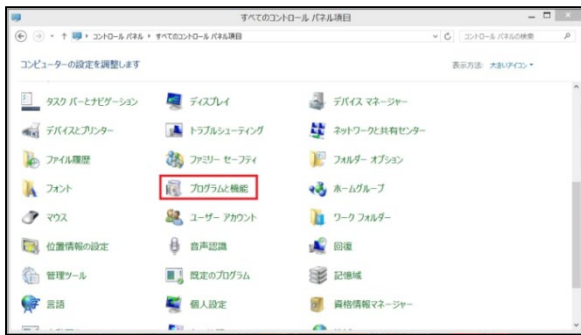 すべてのコントロール パネル項目
コントロール パネル ▸ すべてのコントロール パネル項目
コントロール パネルの検索
コンピューターの設定を調整します
表示方法: 大きいアイコン
タスク バーとナビゲーション ディスプレイ デバイス マネージャー
デバイスとプリンター トラブルシューティング ネットワークと共有センター
ファイル履歴 ファミリー セーフティ フォルダー オプション
フォント プログラムと機能 ホームグループ
マウス ユーザー アカウント ワーク フォルダー
位置情報の設定 音声認識 回復
管理ツール 既定のプログラム 記憶域
言語 個人設定 資格情報マネージャー